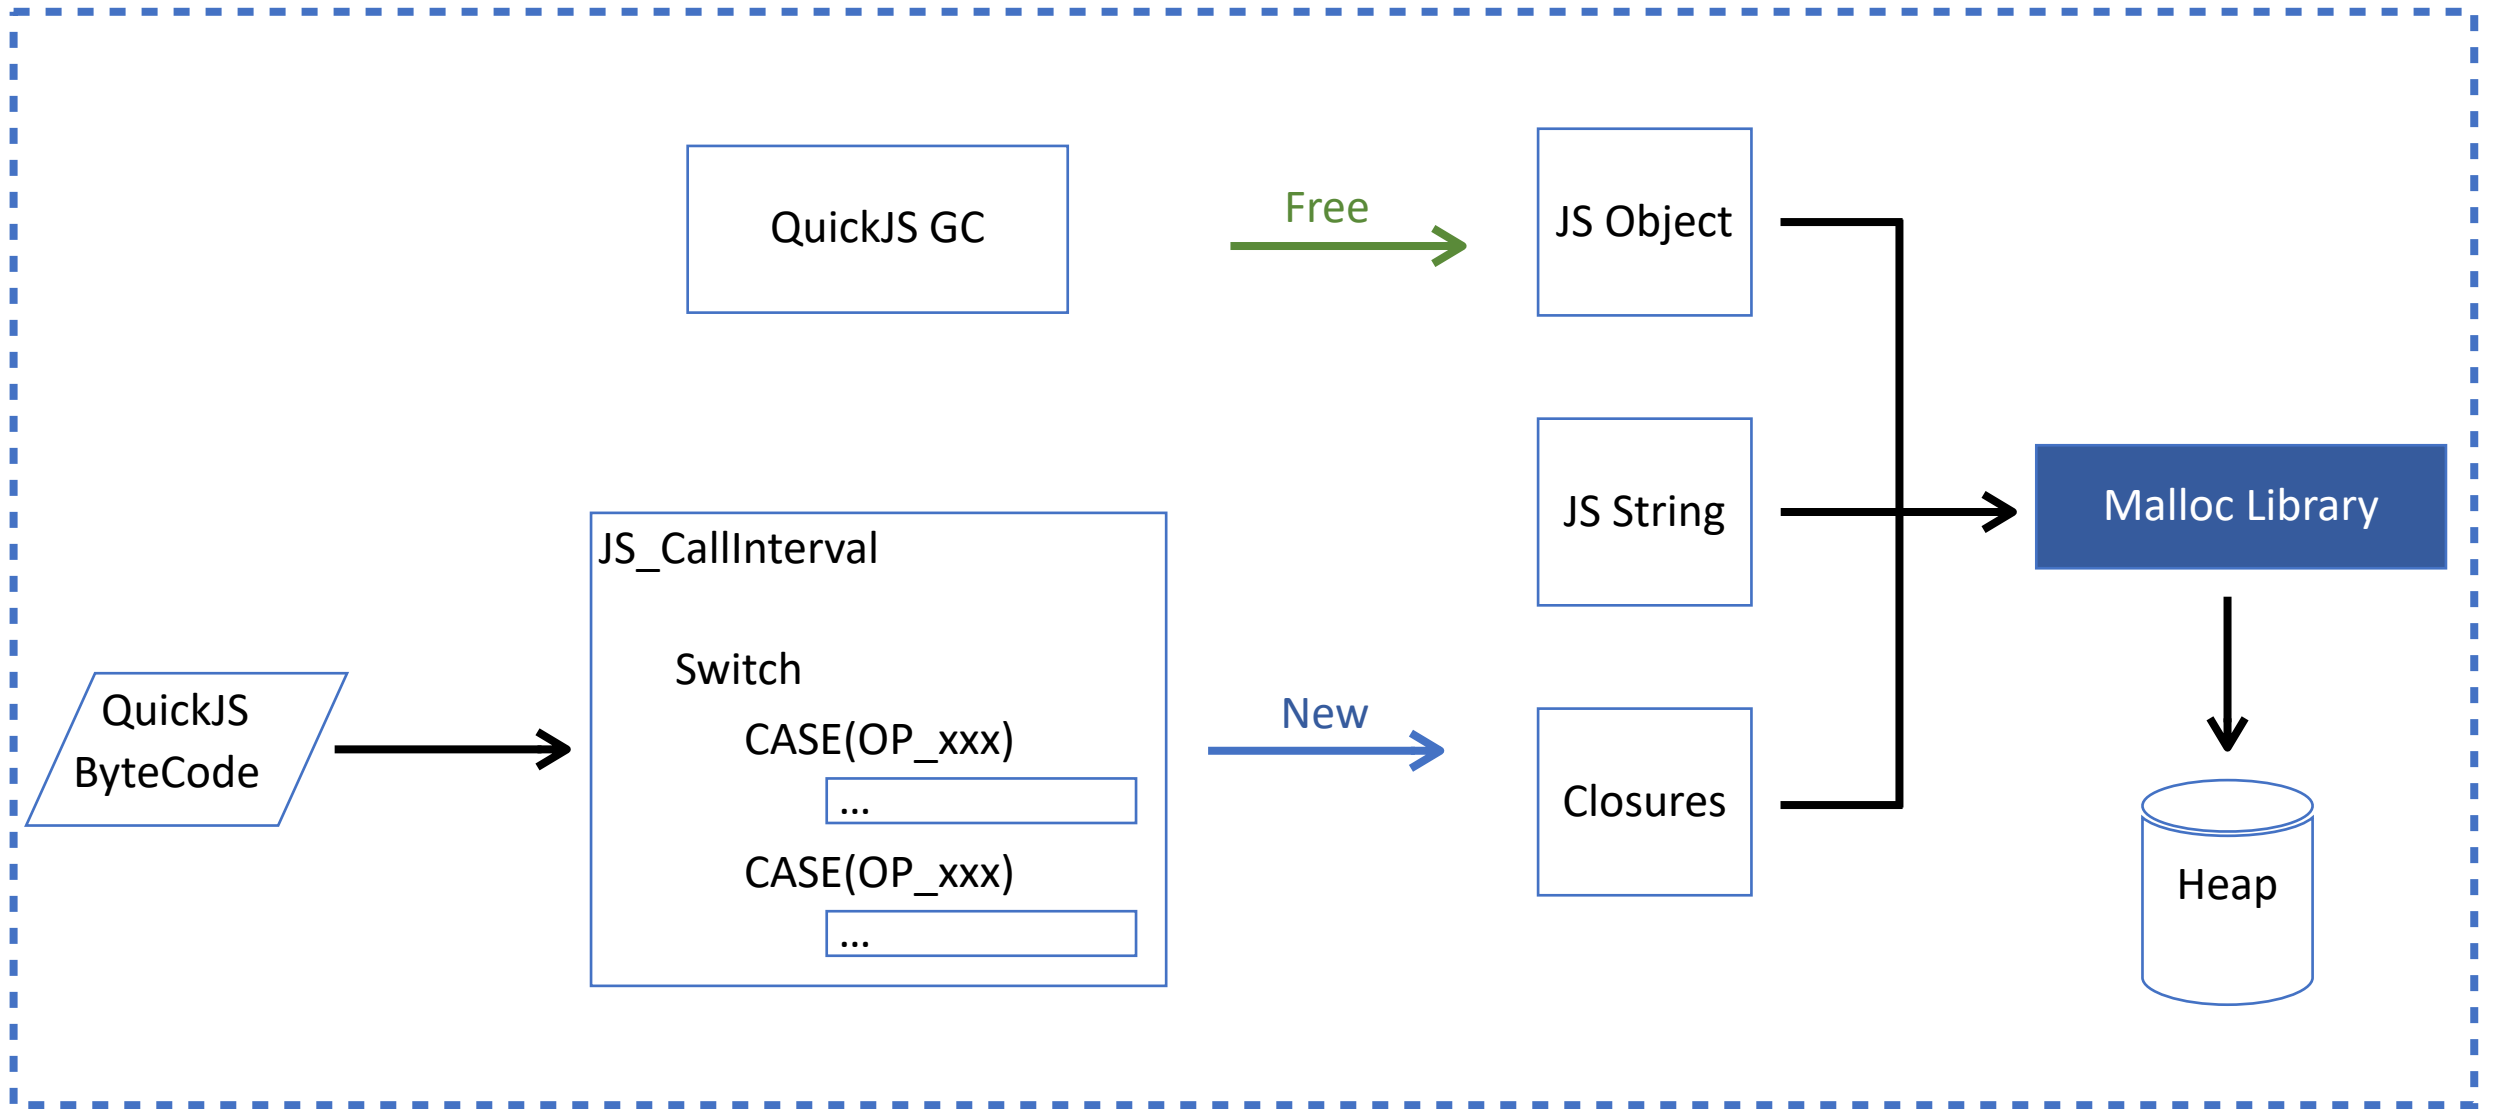 QuickJS GC
Free
JS Object
JS String
Malloc Library
JS_CallInterval
Switch
QuickJS
ByteCode
CASE(OP_xxx)
...
CASE(OP_xxx)
...
New
Closures
Heap